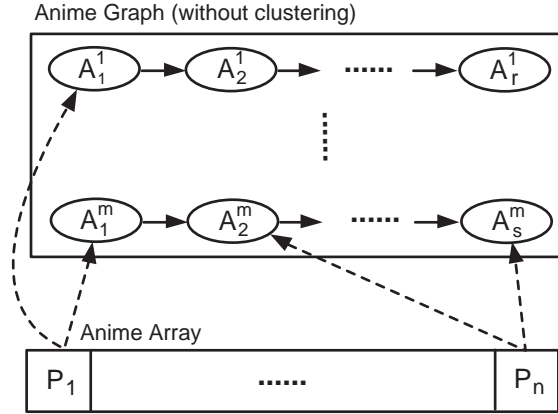 Anime Graph (without clustering)
A_1^1 A_2^1 ...... A_r^1
......
A_1^m A_2^m ...... A_s^m
Anime Array
P_1 ...... P_n